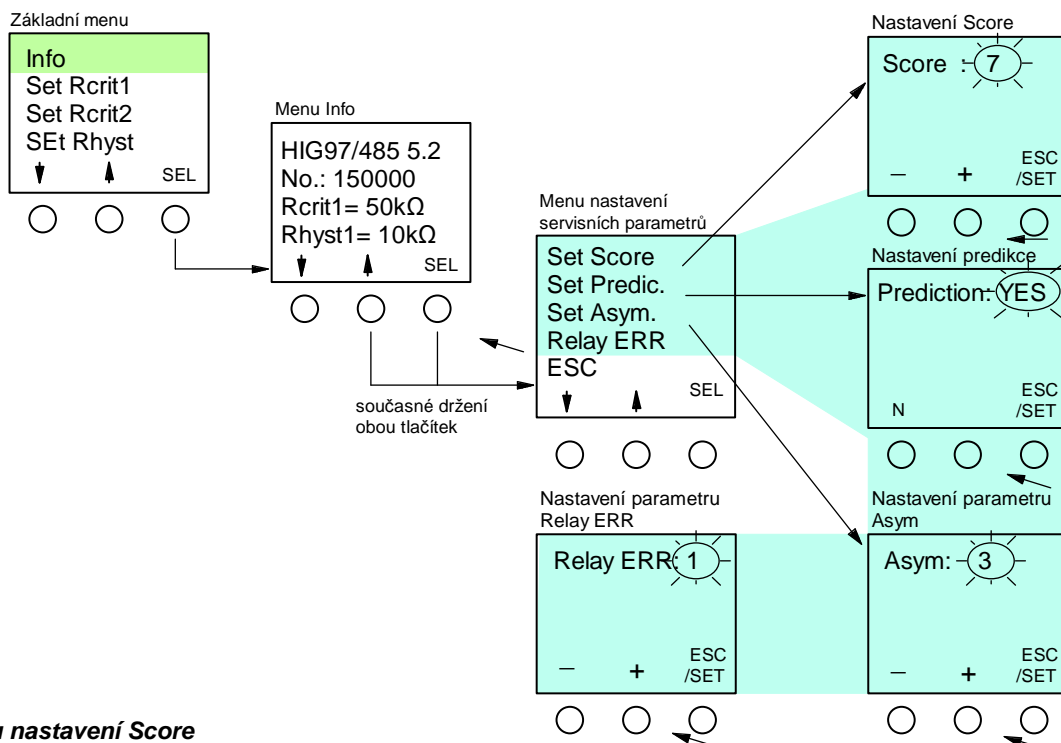 Základní menu
Info
Set Rcrit1
Set Rcrit2
SEt Rhyst
SEL
Menu Info
HIG97/485 5.2
No.: 150000
Rcrit1= 50kΩ
Rhyst1= 10kΩ
SEL
současné držení
obou tlačítek
Menu nastavení
servisních parametrů
Set Score
Set Predic.
Set Asym.
Relay ERR
ESC
SEL
Nastavení Score
Score : 7
ESC
– + /SET
Nastavení predikce
Prediction: YES
ESC
N /SET
Nastavení parametru
Relay ERR
Relay ERR: 1
ESC
– + /SET
Nastavení parametru
Asym
Asym: 3
ESC
– + /SET
nastavení Score